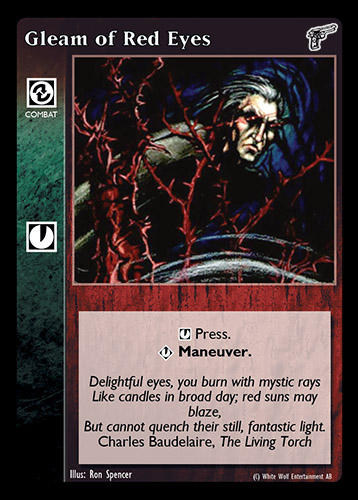 Gleam of Red Eyes
COMBAT
Press.
Maneuver.
Delightful eyes, you burn with mystic rays
Like candles in broad day; red suns may
blaze,
But cannot quench their still, fantastic light.
Charles Baudelaire, The Living Torch
Illus: Ron Spencer
(C) White Wolf Entertainment AB